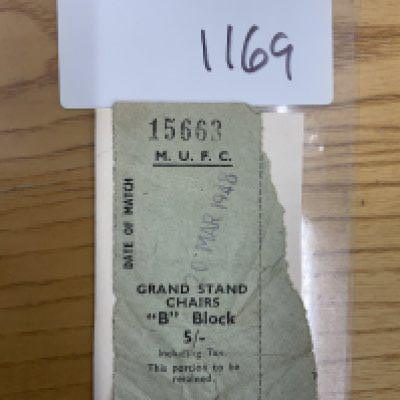 1169
15663
M. U. F. C.
DATE OF MATCH
20 MAR 1948
GRAND STAND
CHAIRS
"B" Block
5/-
Including Tax.
This portion to be
retained.